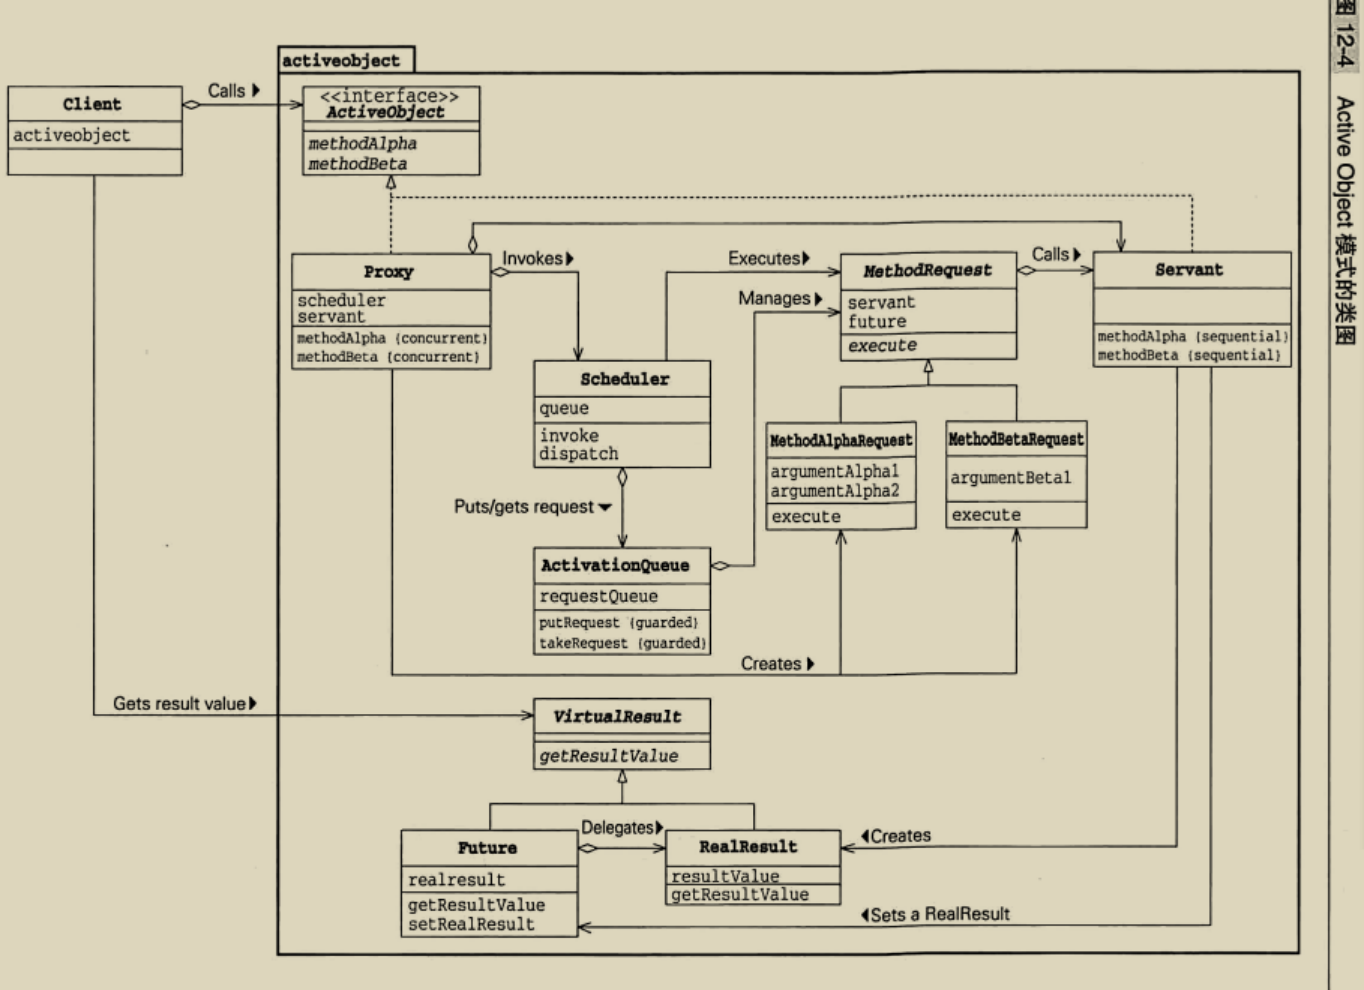 图 12-4 Active Object 模式的类图
activeobject
Client
activeobject
Calls
<<interface>>
ActiveObject
methodAlpha
methodBeta
Proxy
scheduler
servant
methodAlpha {concurrent}
methodBeta {concurrent}
Invokes
Executes
Manages
MethodRequest
servant
future
execute
Calls
Servant
methodAlpha {sequential}
methodBeta {sequential}
Scheduler
queue
invoke
dispatch
MethodAlphaRequest
argumentAlpha1
argumentAlpha2
execute
MethodBetaRequest
argumentBeta1
execute
Puts/gets request
ActivationQueue
requestQueue
putRequest {guarded}
takeRequest {guarded}
Creates
Gets result value
VirtualResult
getResultValue
Future
realresult
getResultValue
setRealResult
Delegates
RealResult
resultValue
getResultValue
Creates
Sets a RealResult